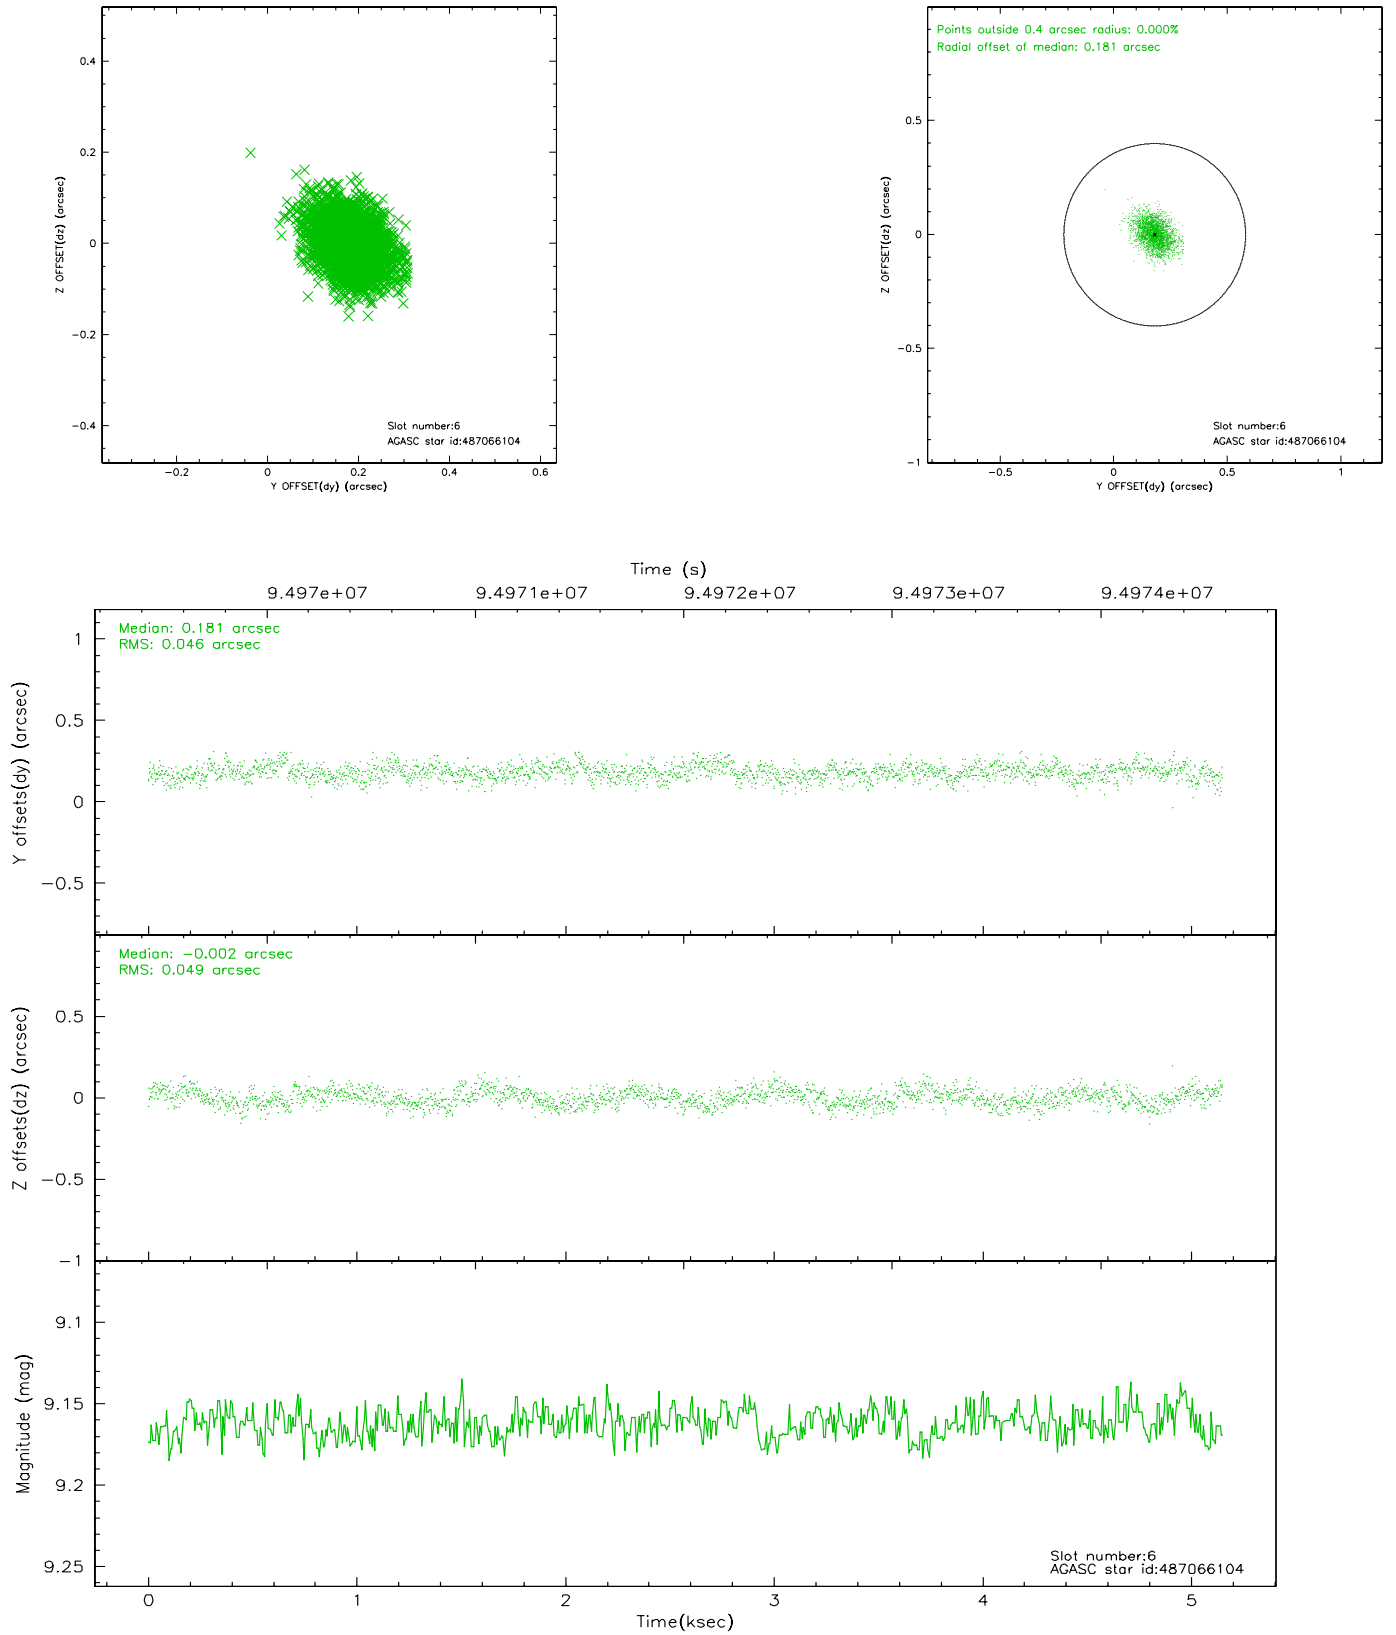 0.4
0.2
0
−0.2
−0.4
Z OFFSET(dz) (arcsec)
Slot number:6
AGASC star id:487066104
−0.2 0 0.2 0.4 0.6
Y OFFSET(dy) (arcsec)
Points outside 0.4 arcsec radius: 0.000%
Radial offset of median: 0.181 arcsec
0.5
0
−0.5
−1
Z OFFSET(dz) (arcsec)
Slot number:6
AGASC star id:487066104
−0.5 0 0.5 1
Y OFFSET(dy) (arcsec)
Time (s)
9.497e+07 9.4971e+07 9.4972e+07 9.4973e+07 9.4974e+07
Median: 0.181 arcsec
RMS: 0.046 arcsec
1
0.5
0
−0.5
Y offsets(dy) (arcsec)
Median: −0.002 arcsec
RMS: 0.049 arcsec
0.5
0
−0.5
−1
Z offsets(dz) (arcsec)
9.1
9.15
9.2
9.25
Magnitude (mag)
Slot number:6
AGASC star id:487066104
0 1 2 3 4 5
Time(ksec)